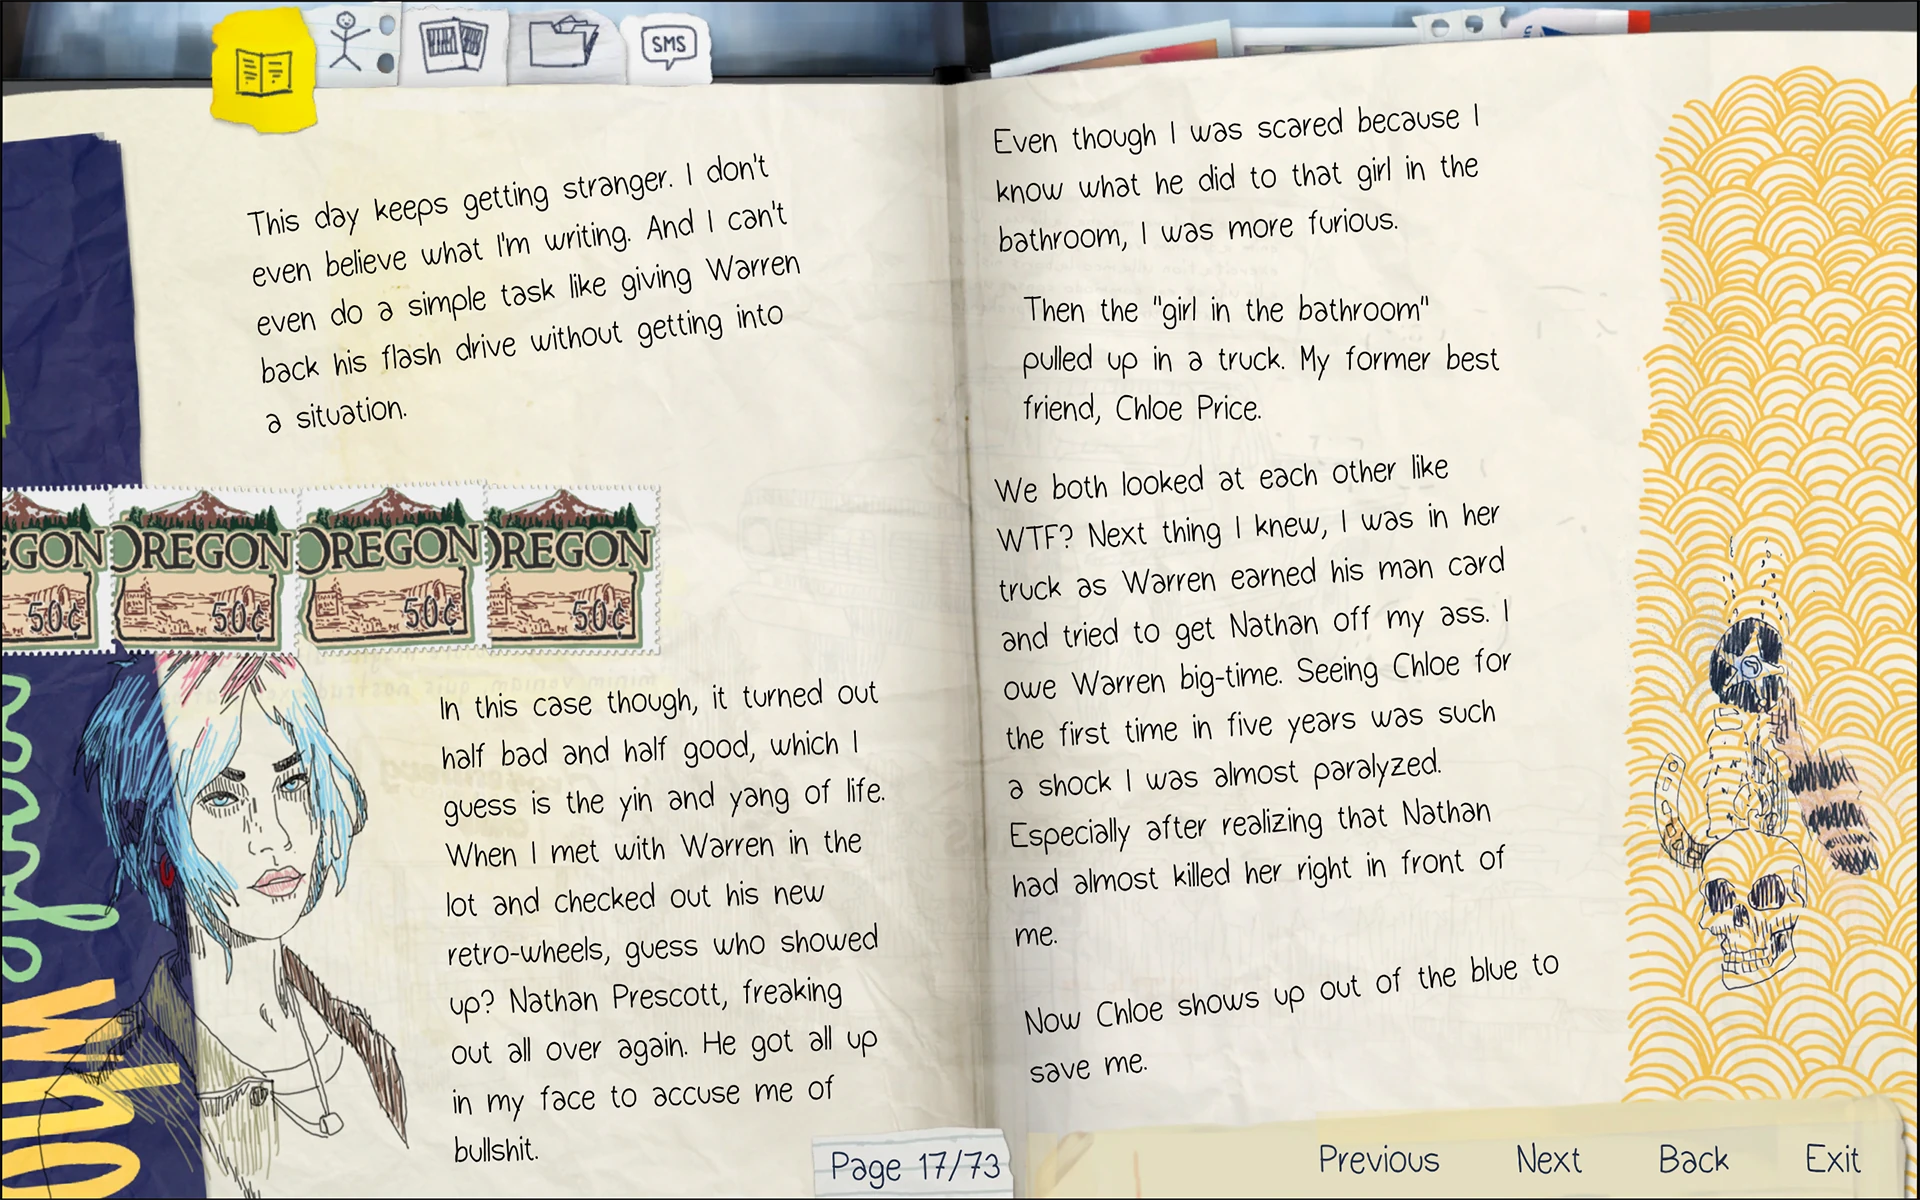 SMS
This day keeps getting stranger. I don't
even believe what I'm writing. And I can't
even do a simple task like giving Warren
back his flash drive without getting into
a situation.
EGON
50¢
OREGON
50¢
OREGON
50¢
OREGON
50¢
In this case though, it turned out
half bad and half good, which I
guess is the yin and yang of life.
When I met with Warren in the
lot and checked out his new
retro-wheels, guess who showed
up? Nathan Prescott, freaking
out all over again. He got all up
in my face to accuse me of
bullshit.
Even though I was scared because I
know what he did to that girl in the
bathroom, I was more furious.
Then the "girl in the bathroom"
pulled up in a truck. My former best
friend, Chloe Price.
We both looked at each other like
WTF? Next thing I knew, I was in her
truck as Warren earned his man card
and tried to get Nathan off my ass. I
owe Warren big-time. Seeing Chloe for
the first time in five years was such
a shock I was almost paralyzed.
Especially after realizing that Nathan
had almost killed her right in front of
me.
Now Chloe shows up out of the blue to
save me.
Page 17/73
Previous Next Back Exit